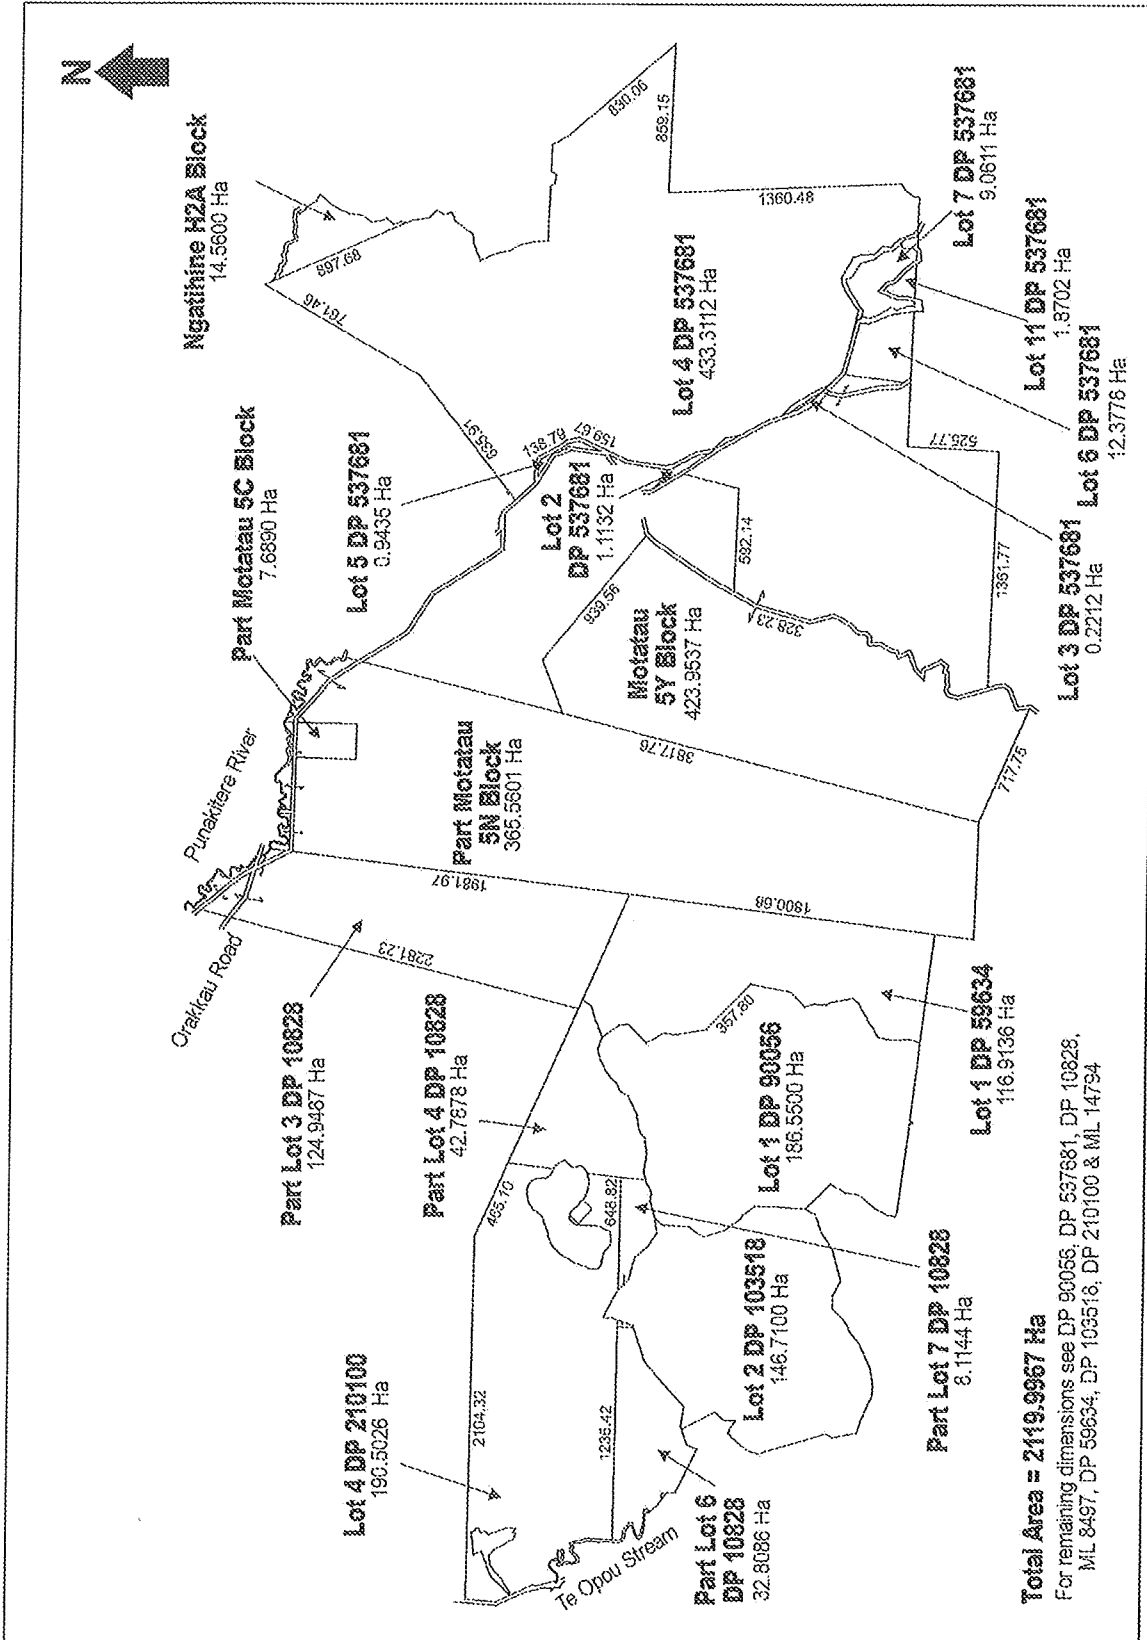 N
Ngatihine H2A Block
14.5600 Ha
897.68
761.46
830.06
859.15
1360.48
Part Motatau 5C Block
7.6890 Ha
Lot 5 DP 537681
0.9435 Ha
635.91
138.79
159.67
Lot 4 DP 537681
433.3112 Ha
Lot 7 DP 537681
9.0611 Ha
Lot 11 DP 537681
1.8702 Ha
Lot 6 DP 537681
12.3778 Ha
Lot 3 DP 537681
0.2212 Ha
525.77
1351.77
Lot 2
DP 537681
1.1132 Ha
592.14
939.56
328.23
Motatau
5Y Block
423.9537 Ha
3817.76
717.75
Punakitere River
Orakkau Road
Part Motatau
5N Block
365.5601 Ha
1981.97
1800.68
2281.23
Part Lot 3 DP 10828
124.9467 Ha
Part Lot 4 DP 10828
42.7878 Ha
357.80
Lot 1 DP 59634
116.9136 Ha
Lot 1 DP 90056
186.5500 Ha
465.10
648.82
Lot 4 DP 210100
190.5026 Ha
2104.32
1235.42
Lot 2 DP 103518
146.7100 Ha
Part Lot 7 DP 10828
8.1144 Ha
Part Lot 6
DP 10828
32.8086 Ha
Te Opou Stream
Total Area = 2119.9967 Ha
For remaining dimensions see DP 90056, DP 537681, DP 10828,
ML 8497, DP 59634, DP 103518, DP 210100 & ML 14794